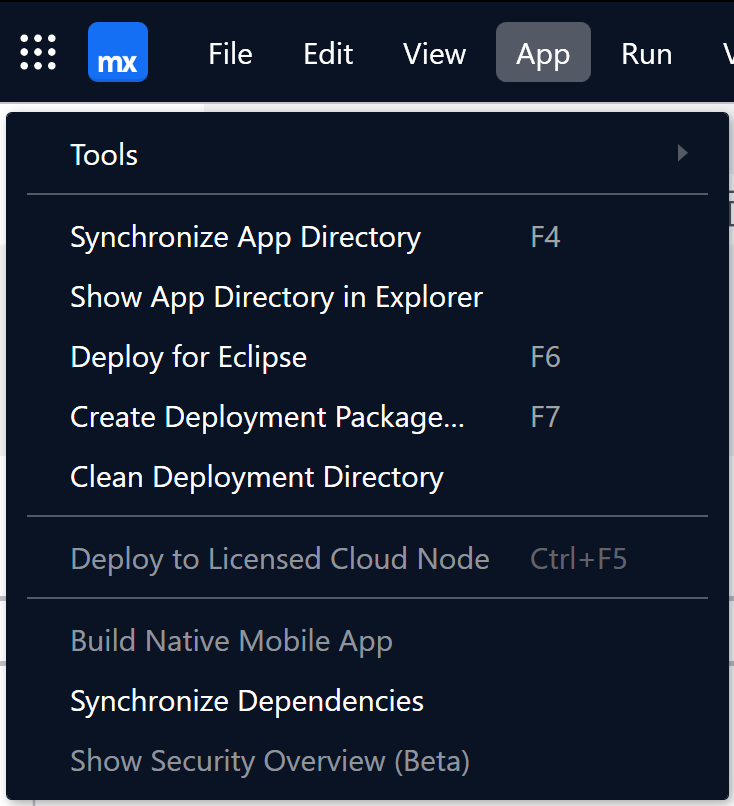 mx File Edit View App Run
Tools
Synchronize App Directory F4
Show App Directory in Explorer
Deploy for Eclipse F6
Create Deployment Package... F7
Clean Deployment Directory
Deploy to Licensed Cloud Node Ctrl+F5
Build Native Mobile App
Synchronize Dependencies
Show Security Overview (Beta)